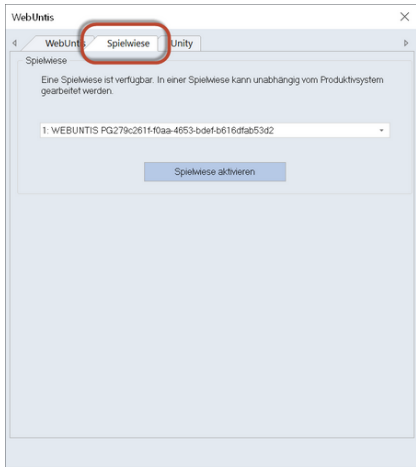 WebUntis
WebUntis Spielwiese Unity
Spielwiese
Eine Spielwiese ist verfügbar. In einer Spielwiese kann unabhängig vom Produktivsystem
gearbeitet werden.
1: WEBUNTIS PG279c261f-f0aa-4653-bdef-b616dfab53d2
Spielwiese aktivieren